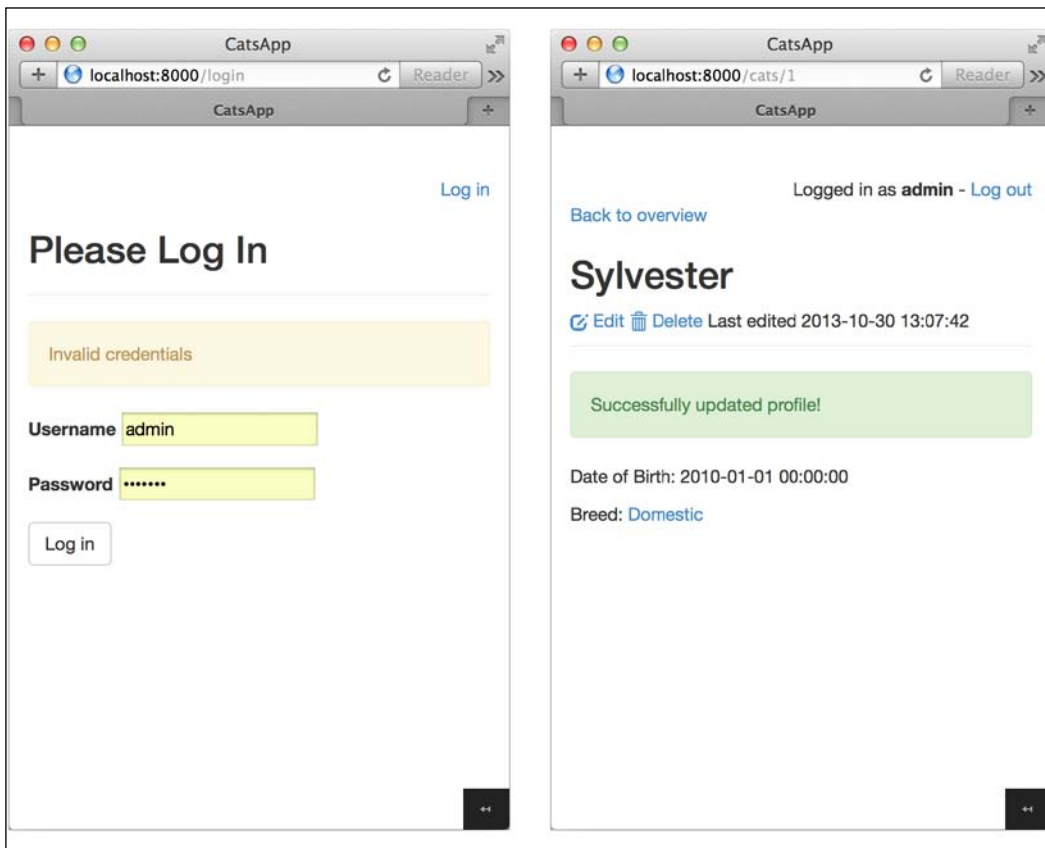 CatsApp
localhost:8000/login
Reader
CatsApp
Log in
Please Log In
Invalid credentials
Username admin
Password •••••••
Log in
CatsApp
localhost:8000/cats/1
Reader
CatsApp
Logged in as admin - Log out
Back to overview
Sylvester
Edit Delete Last edited 2013-10-30 13:07:42
Successfully updated profile!
Date of Birth: 2010-01-01 00:00:00
Breed: Domestic